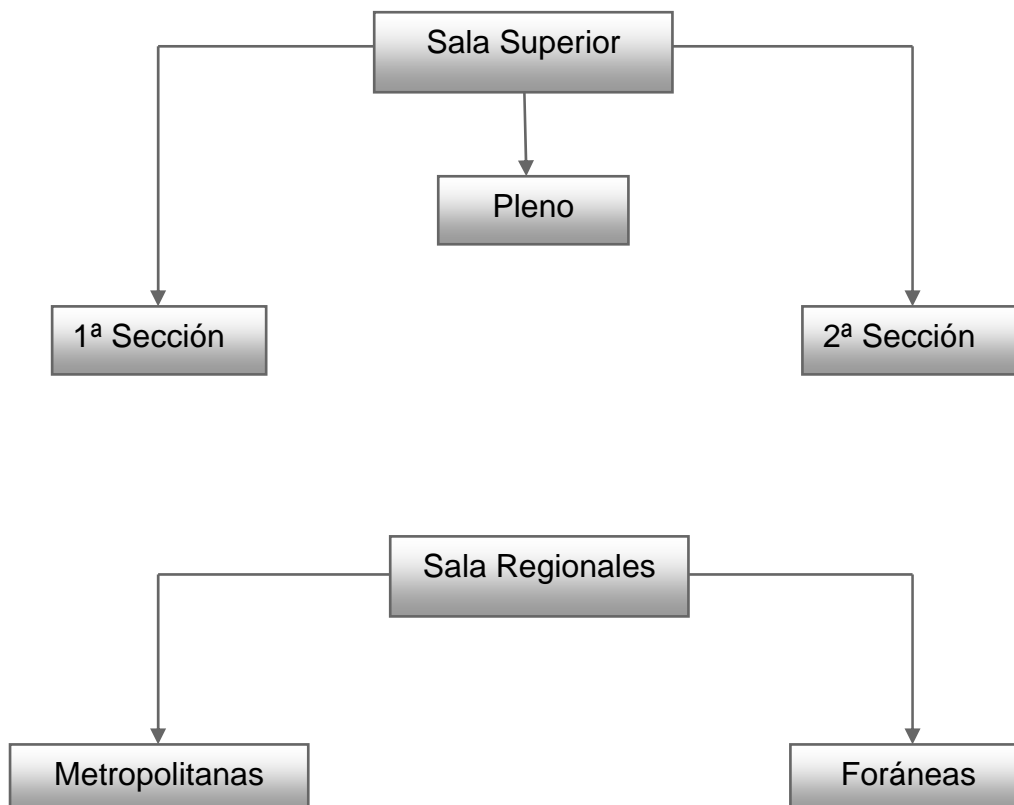 Sala Superior
Pleno
1ª Sección
2ª Sección
Sala Regionales
Metropolitanas
Foráneas